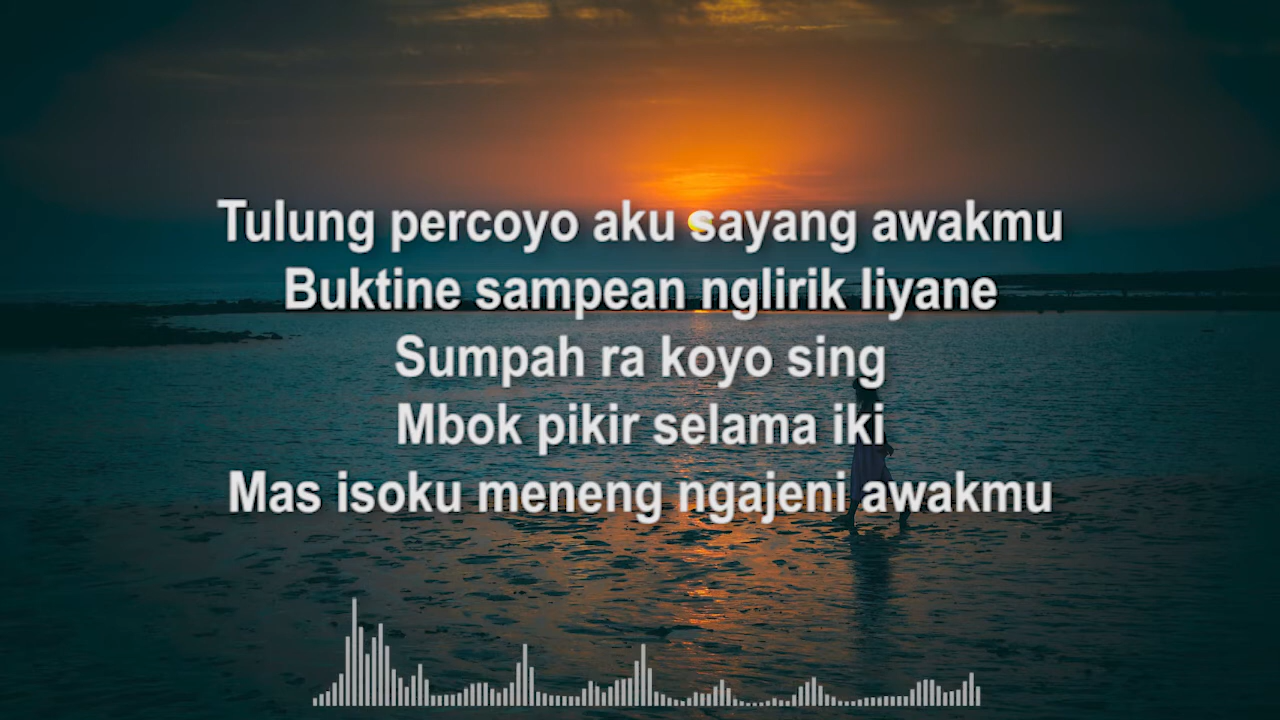 Tulung percoyo aku sayang awakmu
Buktine sampean nglirik liyane
Sumpah ra koyo sing
Mbok pikir selama iki
Mas isoku meneng ngajeni awakmu